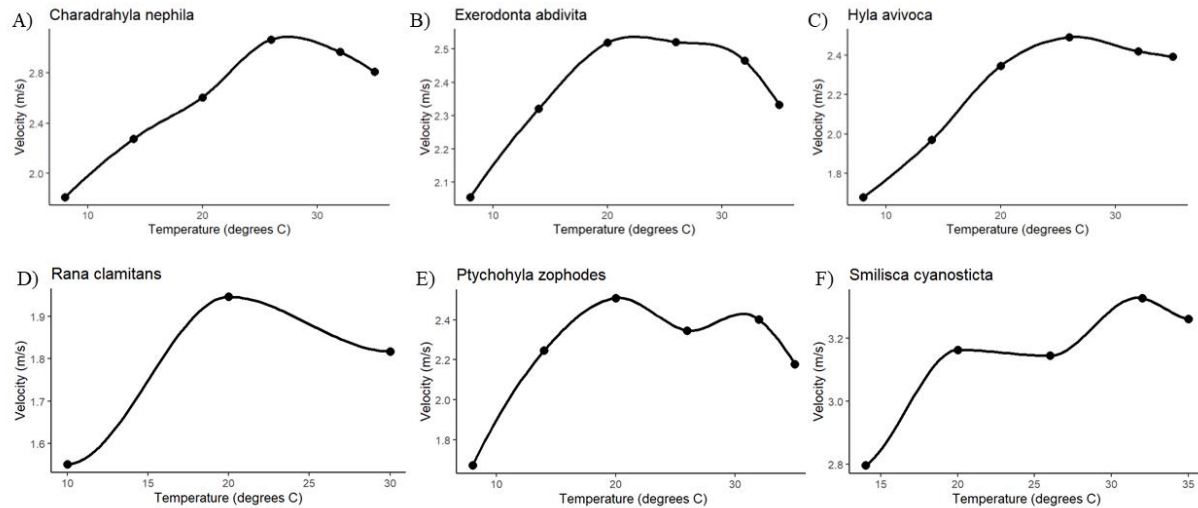 A) Charadrahyla nephila
Velocity (m/s)
2.8
2.4
2.0
10 20 30
Temperature (degrees C)
B) Exerodonta abdivita
Velocity (m/s)
2.5
2.4
2.3
2.2
2.1
10 20 30
Temperature (degrees C)
C) Hyla avivoca
Velocity (m/s)
2.4
2.1
1.8
10 20 30
Temperature (degrees C)
D) Rana clamitans
Velocity (m/s)
1.9
1.8
1.7
1.6
10 15 20 25 30
Temperature (degrees C)
E) Ptychohyla zophodes
Velocity (m/s)
2.4
2.2
2.0
1.8
10 20 30
Temperature (degrees C)
F) Smilisca cyanosticta
Velocity (m/s)
3.2
3.0
2.8
15 20 25 30 35
Temperature (degrees C)